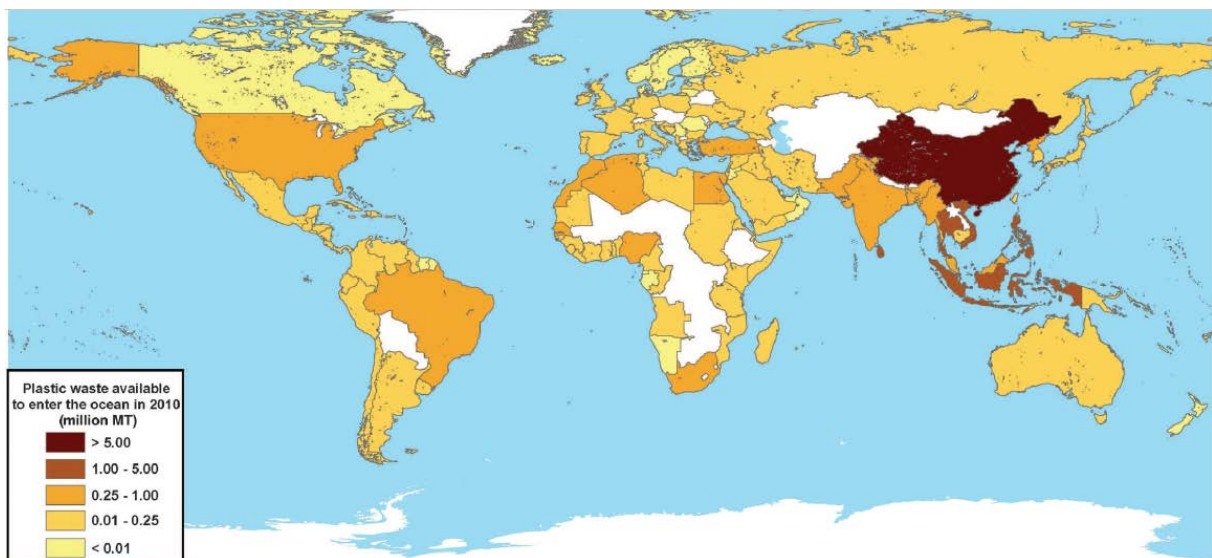 Plastic waste available
to enter the ocean in 2010
(million MT)
> 5.00
1.00 - 5.00
0.25 - 1.00
0.01 - 0.25
< 0.01